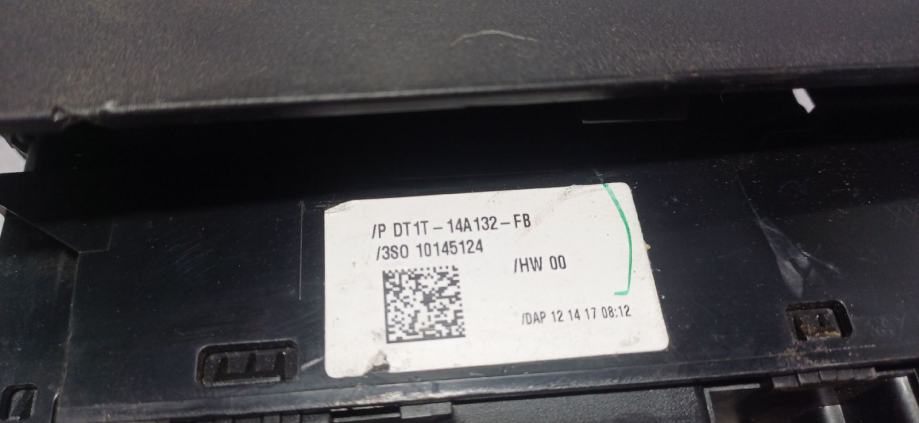 /P DT1T-14A132-FB
/3S0 10145124
/HW 00
/DAP 12 14 17 08:12